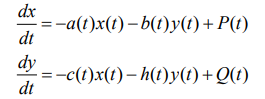 dx/dt = −a(t)x(t) − b(t)y(t) + P(t)
dy/dt = −c(t)x(t) − h(t)y(t) + Q(t)